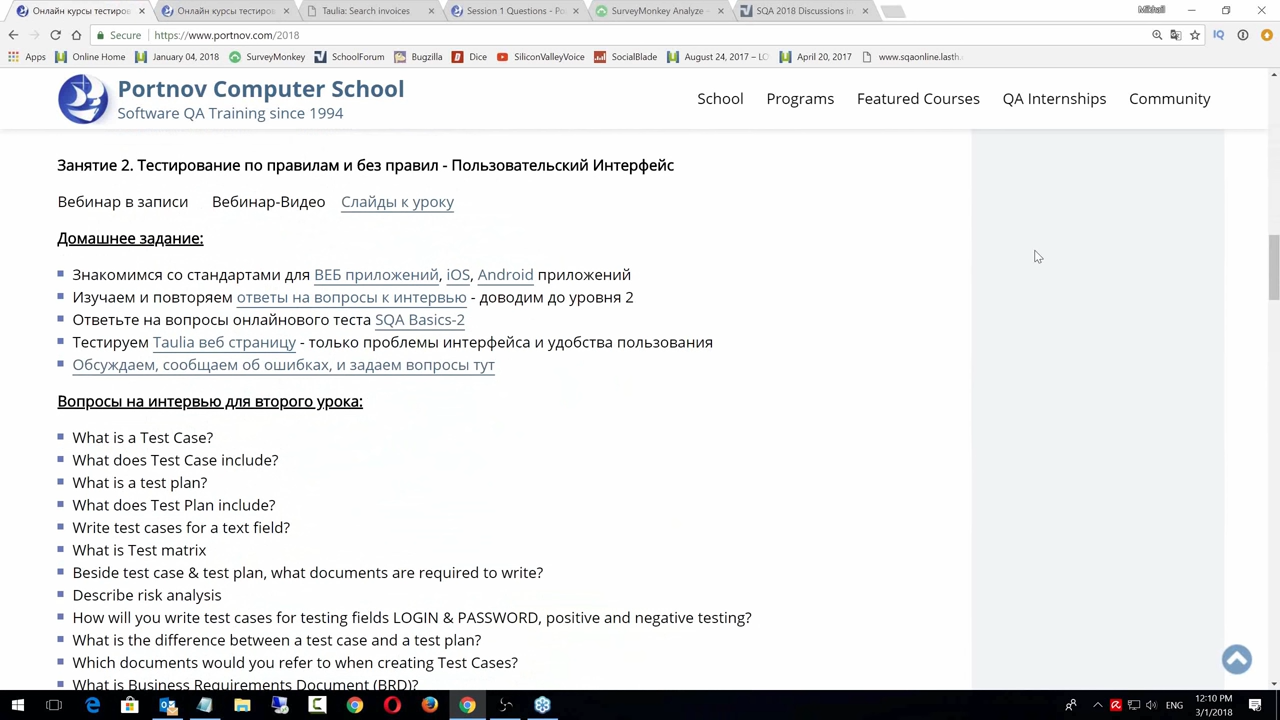 Онлайн курсы тестиров
Онлайн курсы тестиров
Taulia: Search invoices
Session 1 Questions - Po
SurveyMonkey Analyze -
SQA 2018 Discussions in
Mikhail
Secure
https://www.portnov.com/2018
Apps
Online Home
January 04, 2018
SurveyMonkey
SchoolForum
Bugzilla
Dice
SiliconValleyVoice
SocialBlade
August 24, 2017 – LO
April 20, 2017
www.sqaonline.lasth
Portnov Computer School
Software QA Training since 1994
School
Programs
Featured Courses
QA Internships
Community
Занятие 2. Тестирование по правилам и без правил - Пользовательский Интерфейс
Вебинар в записи Вебинар-Видео Слайды к уроку
Домашнее задание:
Знакомимся со стандартами для ВЕБ приложений, iOS, Android приложений
Изучаем и повторяем ответы на вопросы к интервью - доводим до уровня 2
Ответьте на вопросы онлайнового теста SQA Basics-2
Тестируем Taulia веб страницу - только проблемы интерфейса и удобства пользования
Обсуждаем, сообщаем об ошибках, и задаем вопросы тут
Вопросы на интервью для второго урока:
What is a Test Case?
What does Test Case include?
What is a test plan?
What does Test Plan include?
Write test cases for a text field?
What is Test matrix
Beside test case & test plan, what documents are required to write?
Describe risk analysis
How will you write test cases for testing fields LOGIN & PASSWORD, positive and negative testing?
What is the difference between a test case and a test plan?
Which documents would you refer to when creating Test Cases?
What is Business Requirements Document (BRD)?
ENG
12:10 PM
3/1/2018